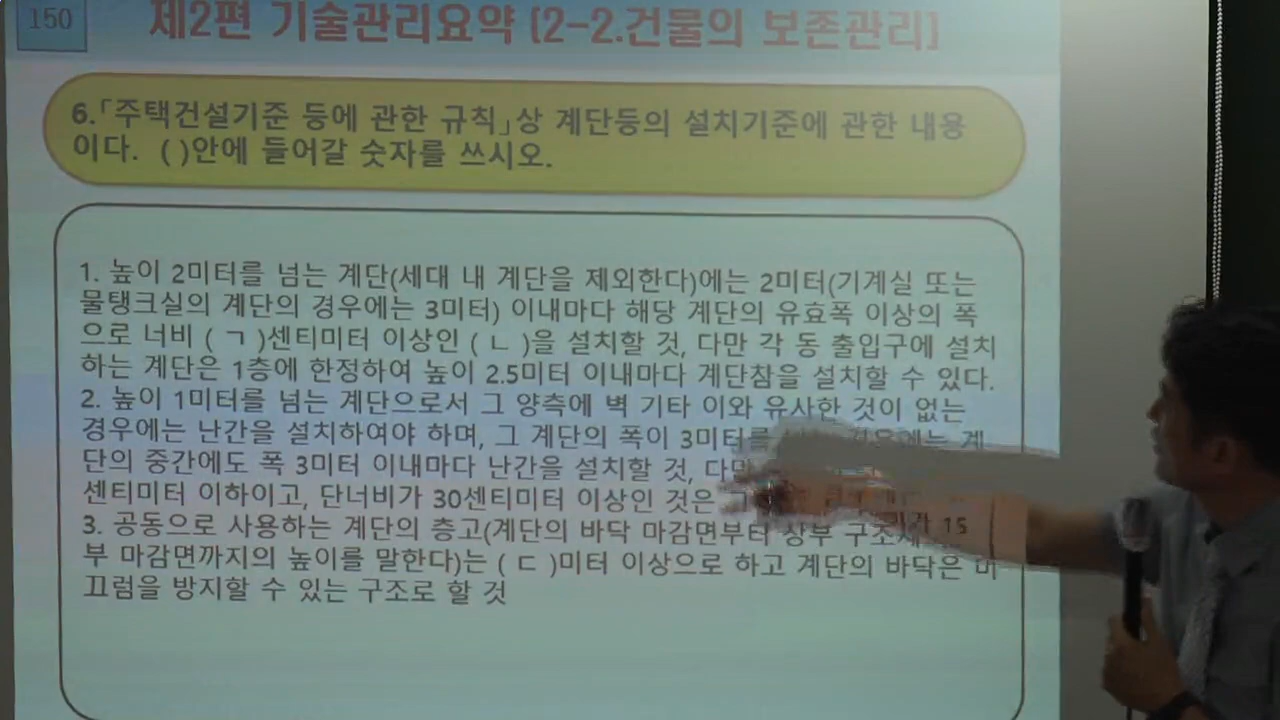 150
제2편 기술관리요약 [2-2.건물의 보존관리]
6.「주택건설기준 등에 관한 규칙」상 계단등의 설치기준에 관한 내용
이다. ( )안에 들어갈 숫자를 쓰시오.
1. 높이 2미터를 넘는 계단(세대 내 계단을 제외한다)에는 2미터(기계실 또는
물탱크실의 계단의 경우에는 3미터) 이내마다 해당 계단의 유효폭 이상의 폭
으로 너비 ( ㄱ )센티미터 이상인 ( ㄴ )을 설치할 것, 다만 각 동 출입구에 설치
하는 계단은 1층에 한정하여 높이 2.5미터 이내마다 계단참을 설치할 수 있다.
2. 높이 1미터를 넘는 계단으로서 그 양측에 벽 기타 이와 유사한 것이 없는
경우에는 난간을 설치하여야 하며, 그 계단의 폭이 3미터를 계
단의 중간에도 폭 3미터 이내마다 난간을 설치할 것, 다만 15
센티미터 이하이고, 단너비가 30센티미터 이상인 것은
3. 공동으로 사용하는 계단의 층고(계단의 바닥 마감면부터 상부
부 마감면까지의 높이를 말한다)는 ( ㄷ )미터 이상으로 하고 계단의 바닥은 미
끄럼을 방지할 수 있는 구조로 할 것